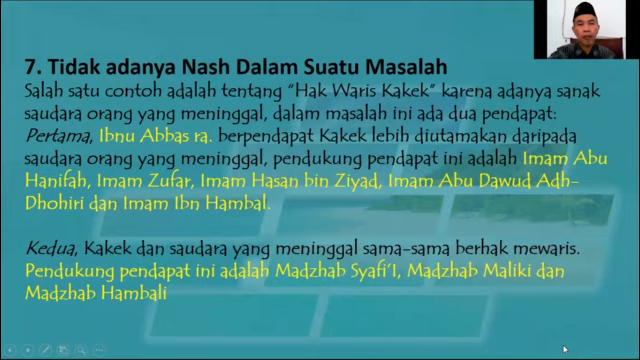 7. Tidak adanya Nash Dalam Suatu Masalah
Salah satu contoh adalah tentang "Hak Waris Kakek" karena adanya sanak
saudara orang yang meninggal, dalam masalah ini ada dua pendapat:
Pertama, Ibnu Abbas ra. berpendapat Kakek lebih diutamakan daripada
saudara orang yang meninggal, pendukung pendapat ini adalah Imam Abu
Hanifah, Imam Zufar, Imam Hasan bin Ziyad, Imam Abu Dawud Adh-
Dhohiri dan Imam Ibn Hambal.
Kedua, Kakek dan saudara yang meninggal sama-sama berhak mewaris.
Pendukung pendapat ini adalah Madzhab Syafi'I, Madzhab Maliki dan
Madzhab Hambali